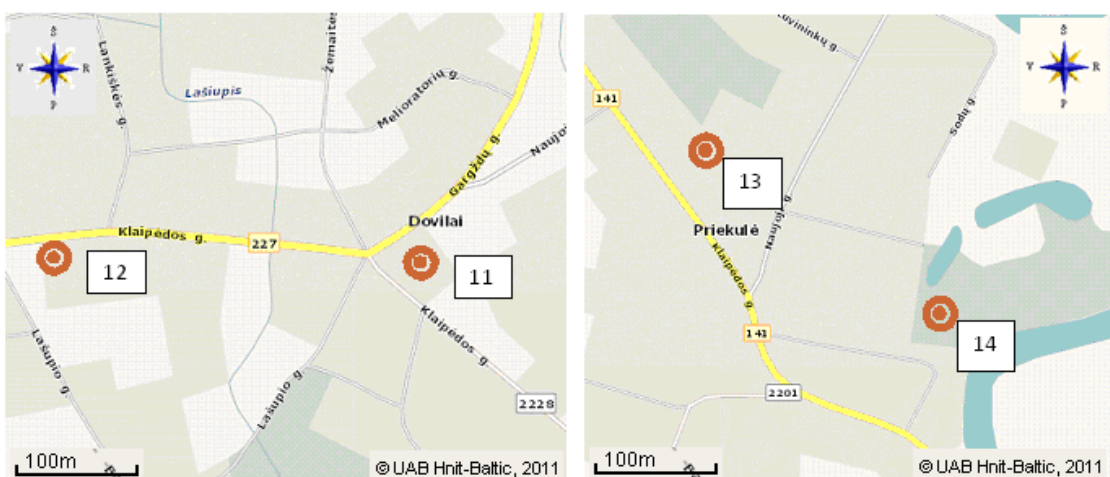 Š
V
R
P
Lankiškės g.
Lašiupis
Žemaitės
Melioratorių g.
Gargždų g.
Naujoji
Dovilai
Klaipėdos g.
227
12
11
Klaipėdos g.
Lašupio g.
Lašupio g.
2228
100m
© UAB Hnit-Baltic, 2011
141
13
Priekulė
Naujoji g.
Sodų g.
Š
V
R
P
Klaipėdos g.
141
14
2201
100m
© UAB Hnit-Baltic, 2011